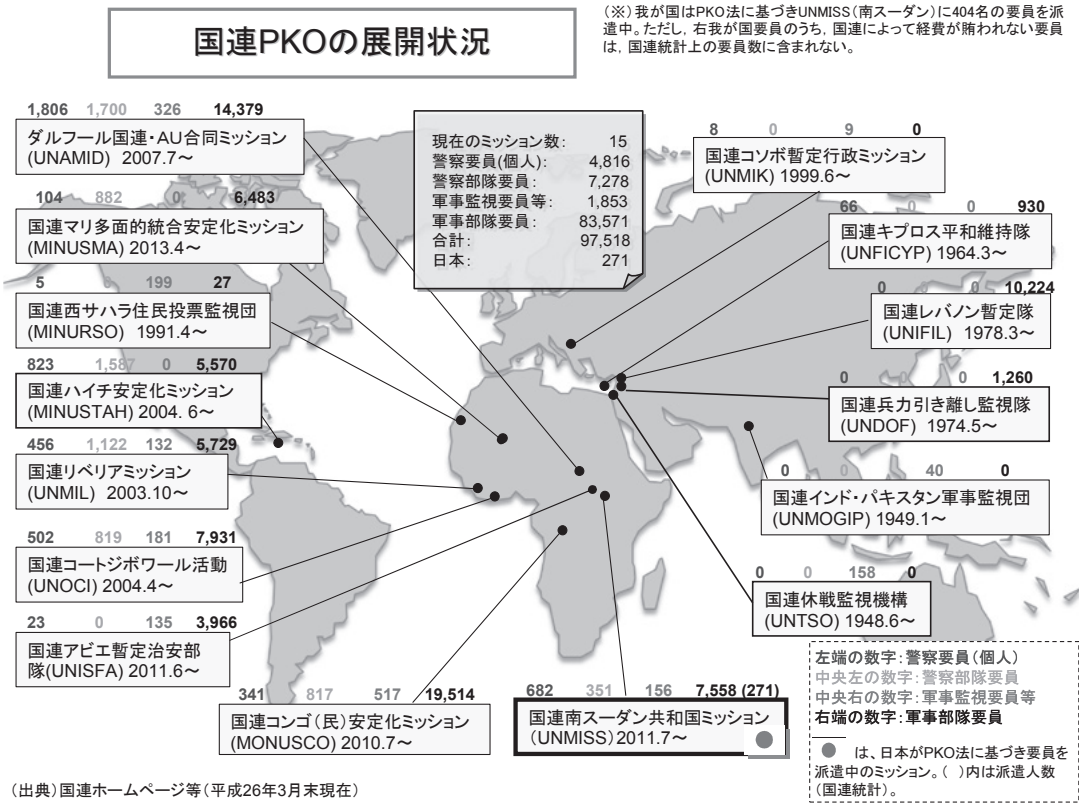 国連PKOの展開状況
(※)我が国はPKO法に基づきUNMISS(南スーダン)に404名の要員を派
遣中。ただし，右我が国要員のうち，国連によって経費が賄われない要員
は，国連統計上の要員数に含まれない。
1,806 1,700 326 14,379
ダルフール国連・AU合同ミッション
(UNAMID) 2007.7～
104 882 0 6,483
国連マリ多面的統合安定化ミッション
(MINUSMA) 2013.4～
5 0 199 27
国連西サハラ住民投票監視団
(MINURSO) 1991.4～
823 1,587 0 5,570
国連ハイチ安定化ミッション
(MINUSTAH) 2004. 6～
456 1,122 132 5,729
国連リベリアミッション
(UNMIL) 2003.10～
502 819 181 7,931
国連コートジボワール活動
(UNOCI) 2004.4～
23 0 135 3,966
国連アビエ暫定治安部
隊(UNISFA) 2011.6～
341 817 517 19,514
国連コンゴ（民）安定化ミッション
(MONUSCO) 2010.7～
現在のミッション数： 15
警察要員(個人)： 4,816
警察部隊要員： 7,278
軍事監視要員等： 1,853
軍事部隊要員： 83,571
合計： 97,518
日本： 271
8 0 9 0
国連コソボ暫定行政ミッション
(UNMIK) 1999.6～
66 0 0 930
国連キプロス平和維持隊
(UNFICYP) 1964.3～
0 0 0 10,224
国連レバノン暫定隊
(UNIFIL) 1978.3～
0 0 1,260
国連兵力引き離し監視隊
(UNDOF) 1974.5～
0 0 40 0
国連インド・パキスタン軍事監視団
(UNMOGIP) 1949.1～
0 0 158 0
国連休戦監視機構
(UNTSO) 1948.6～
682 351 156 7,558 (271)
国連南スーダン共和国ミッション
(UNMISS)2011.7～
左端の数字：警察要員（個人）
中央左の数字：警察部隊要員
中央右の数字：軍事監視要員等
右端の数字：軍事部隊要員
● は、日本がPKO法に基づき要員を
派遣中のミッション。（ ）内は派遣人数
（国連統計）。
（出典）国連ホームページ等（平成26年3月末現在）